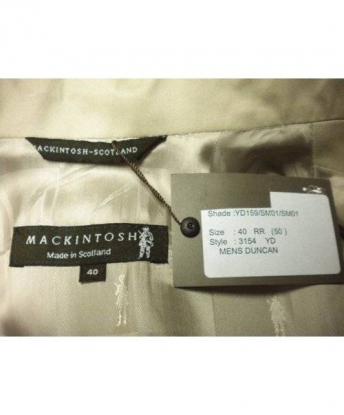 MACKINTOSH-SCOTLAND
MACKINTOSH
Made in Scotland
40
Shade :YD159/SM01/SM01
Size : 40 RR (50)
Style : 3154 YD
MENS DUNCAN